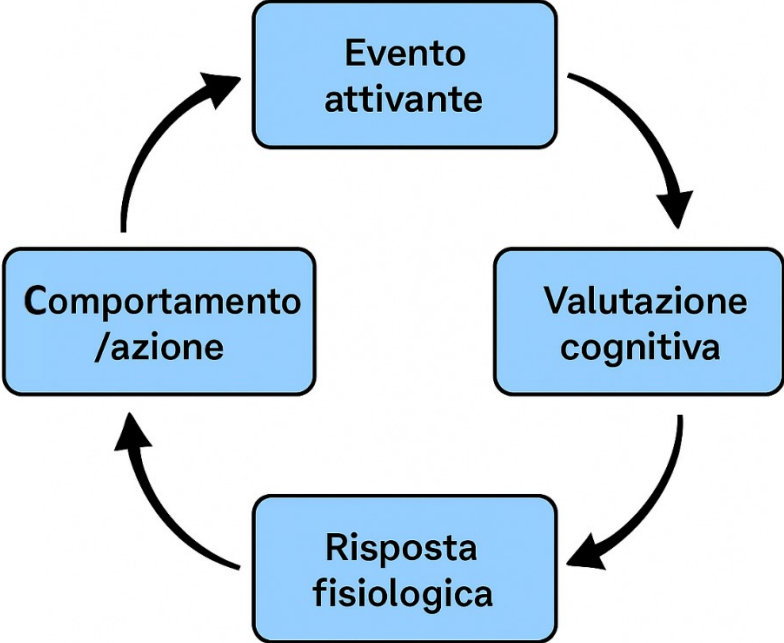 Evento
attivante
Valutazione
cognitiva
Risposta
fisiologica
Comportamento
/azione